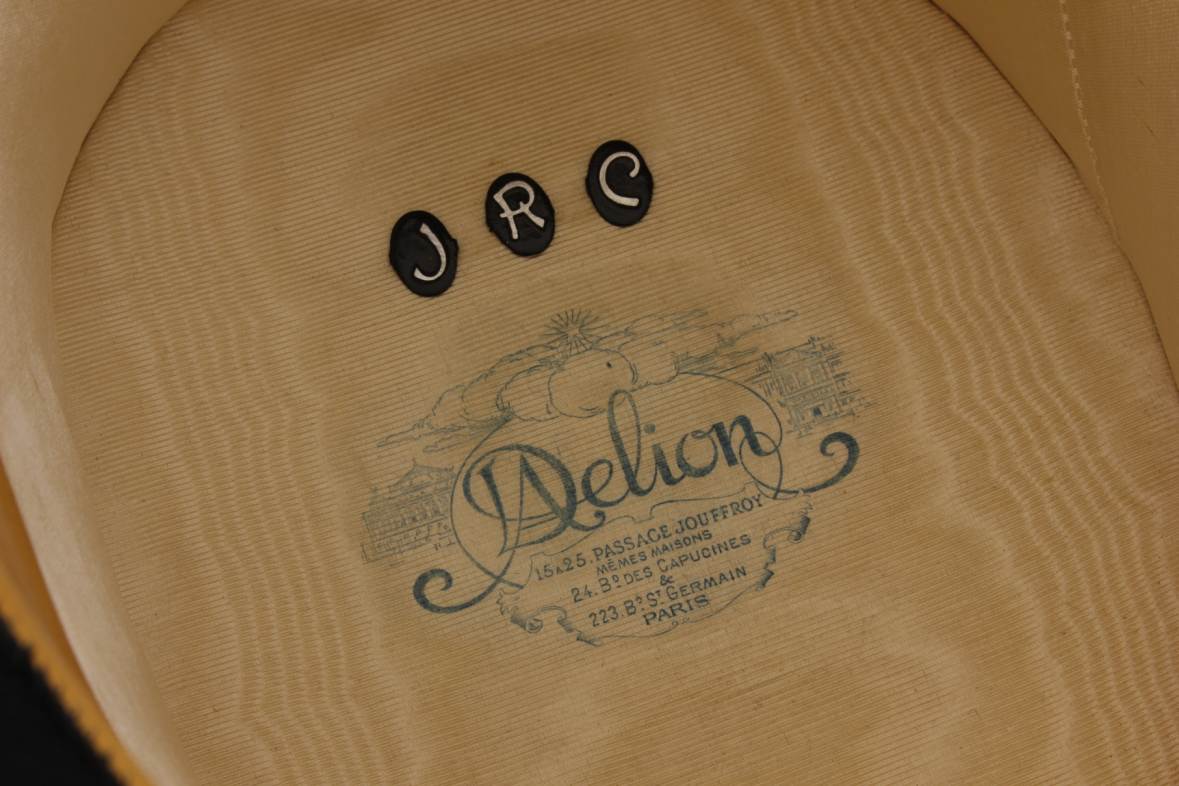 J R C
Delion
15 A 25. PASSAGE JOUFFROY
MÊMES MAISONS
24. Bᴰ DES CAPUCINES
&
223. Bᴰ Sᵀ GERMAIN
PARIS